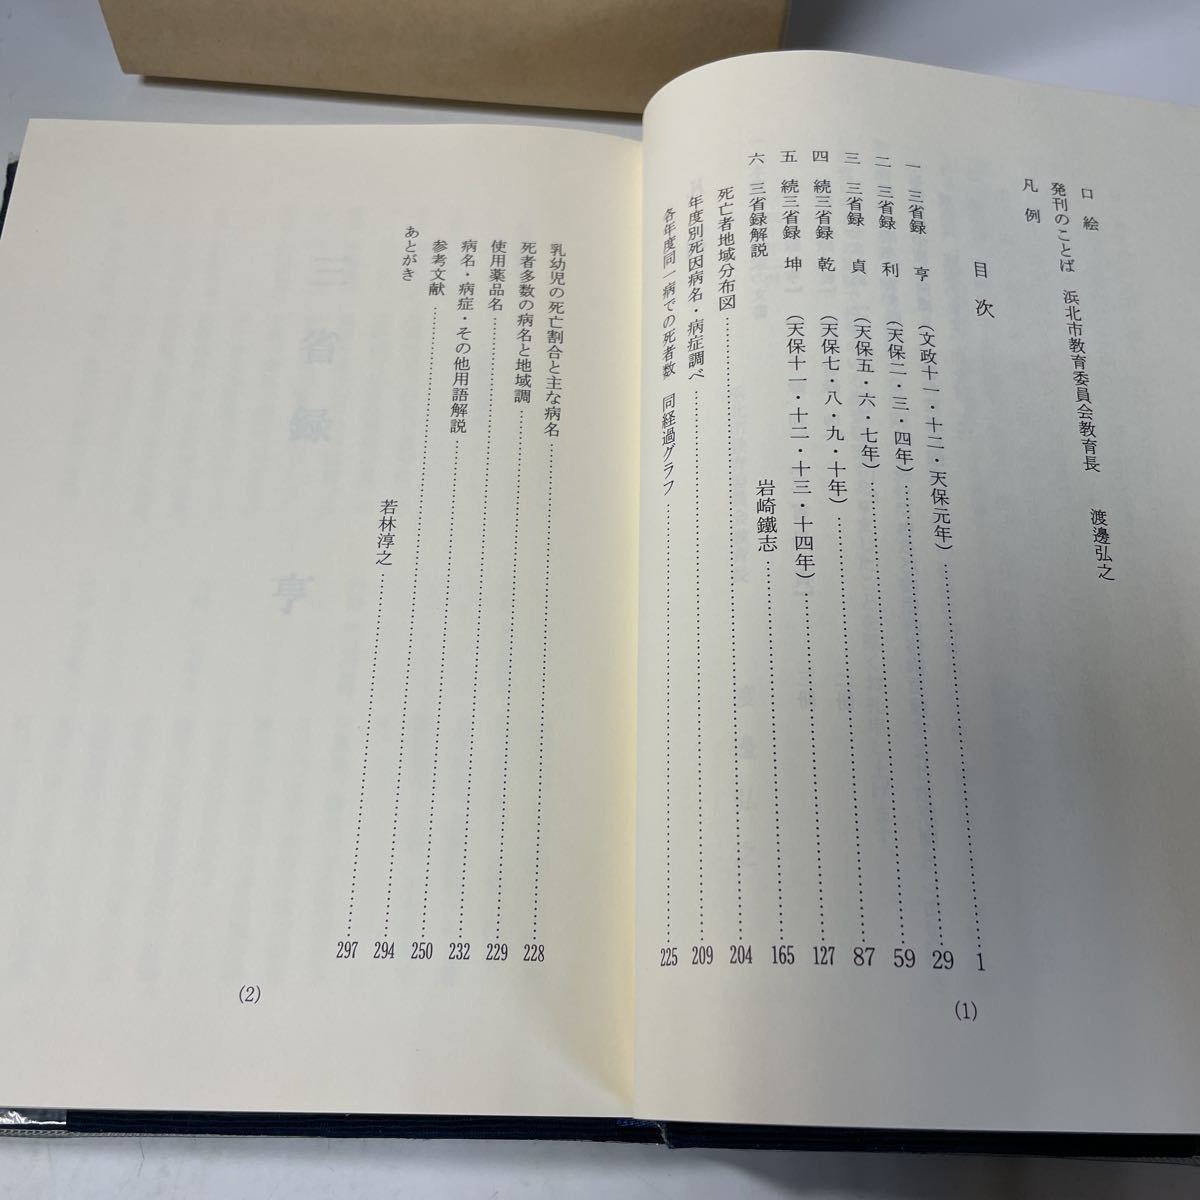 口絵
発刊のことば 浜北市教育委員会教育長 渡邊弘之
凡例
目次
一 三省録 亨 (文政十一・十二・天保元年)……1
二 三省録 利 (天保二・三・四年)……29
三 三省録 貞 (天保五・六・七年)……59
四 続三省録 乾 (天保七・八・九・十年)……87
五 続三省録 坤 (天保十一・十二・十三・十四年)……127
六 三省録解説 岩崎鐵志……165
死亡者地域分布図……204
年度別死因病名・病症調べ……209
各年度同一病での死者数 同経過グラフ……225
(1)
乳幼児の死亡割合と主な病名……228
死者多数の病名と地域調……229
使用薬品名……232
病名・病症・その他用語解説……250
参考文献……294
あとがき 若林淳之……297
(2)